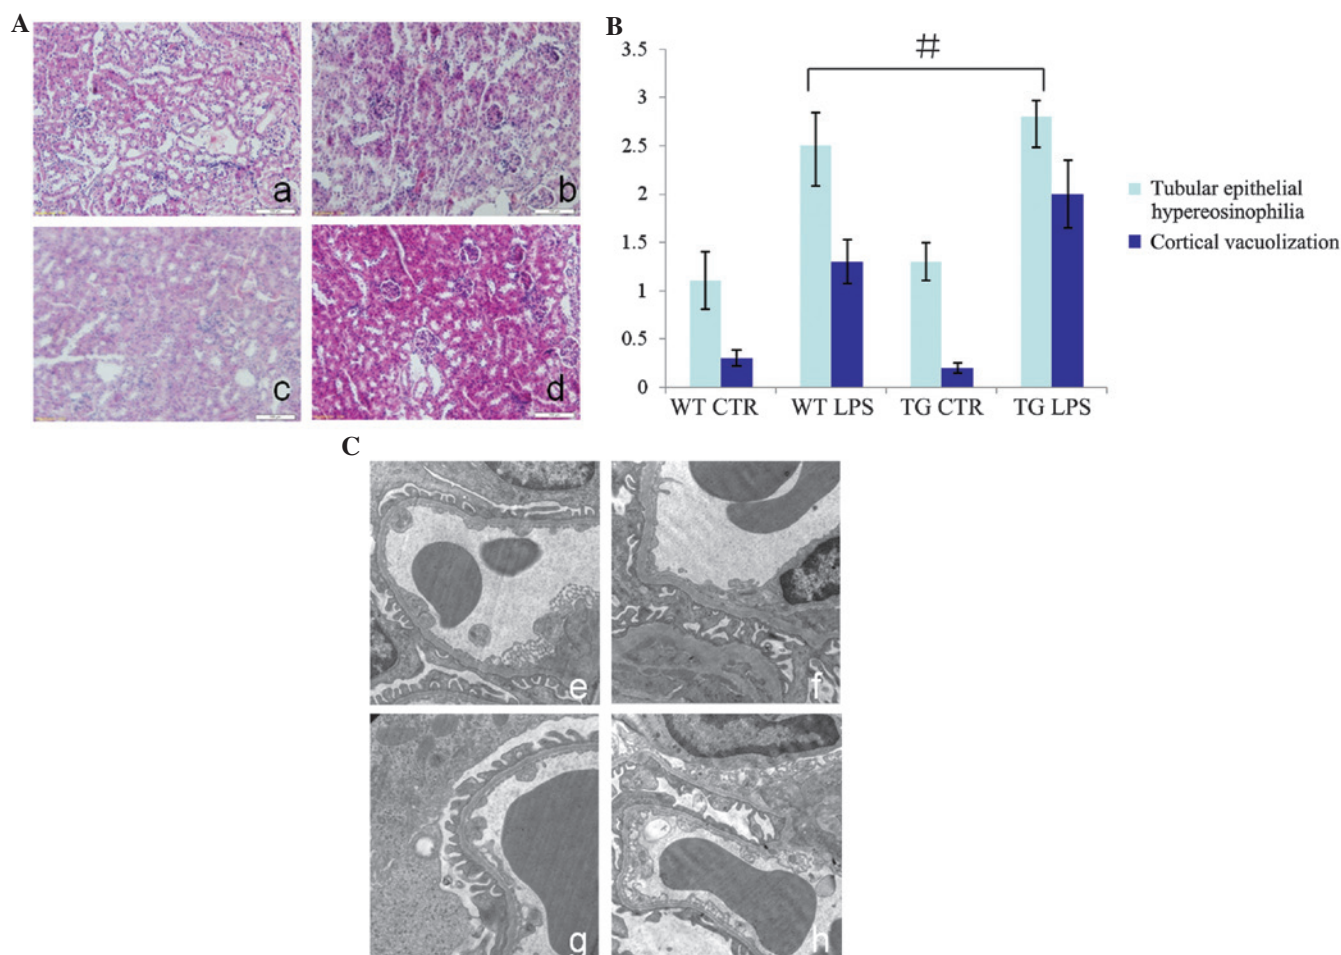 A
a
b
c
d
B
#
3.5
3
2.5
2
1.5
1
0.5
0
WT CTR
WT LPS
TG CTR
TG LPS
Tubular epithelial
hypereosinophilia
Cortical vacuolization
C
e
f
g
h